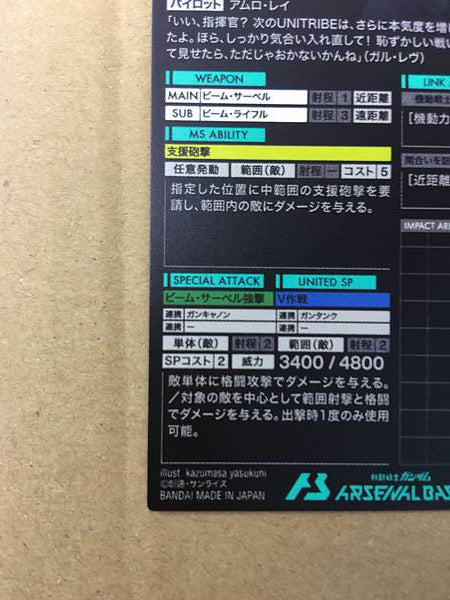 パイロット アムロ・レイ
「いい、指揮官? 次のUNITRIBEは、さらに本気度を増し
たよ。ほら、しっかり気合い入れ直して! 恥ずかしい戦い
て見せたら、ただじゃおかないかんね」(ガル・レヴ)
WEAPON
LINK
MAIN ビーム・サーベル 射程 1 近距離
SUB ビーム・ライフル 射程 3 遠距離
機動戦士
[機動力
MS ABILITY
支援砲撃
任意発動 範囲(敵) 射程 — コスト 5
間合いを詰
[近距離
指定した位置に中範囲の支援砲撃を要
請し、範囲内の敵にダメージを与える。
IMPACT ARE
SPECIAL ATTACK UNITED SP
ビーム・サーベル強撃 V作戦
連携 ガンキャノン 連携 ガンタンク
連携 — 連携 —
単体(敵) 射程 2 範囲(敵) 射程 2
SPコスト 2 威力 3400 / 4800
敵単体に格闘攻撃でダメージを与える。
/対象の敵を中心として範囲射撃と格闘
でダメージを与える。出撃時1度のみ使用
可能。
illust kazumasa yasukuni
©創通・サンライズ
BANDAI MADE IN JAPAN
機動戦士ガンダム
ARSENAL BAS